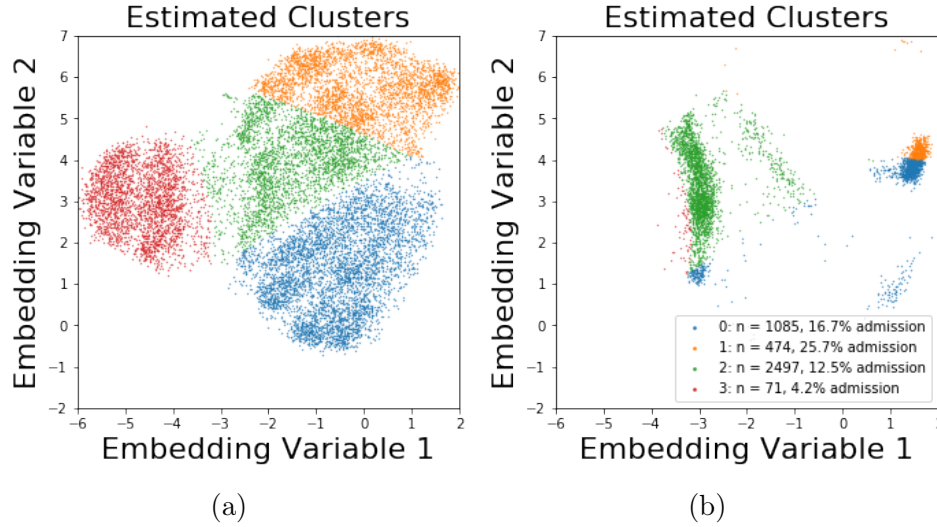 Estimated Clusters
Embedding Variable 2
7
6
5
4
3
2
1
0
−1
−2
−6 −5 −4 −3 −2 −1 0 1 2
Embedding Variable 1
(a)
Estimated Clusters
Embedding Variable 2
7
6
5
4
3
2
1
0
−1
−2
0: n = 1085, 16.7% admission
1: n = 474, 25.7% admission
2: n = 2497, 12.5% admission
3: n = 71, 4.2% admission
−6 −5 −4 −3 −2 −1 0 1 2
Embedding Variable 1
(b)